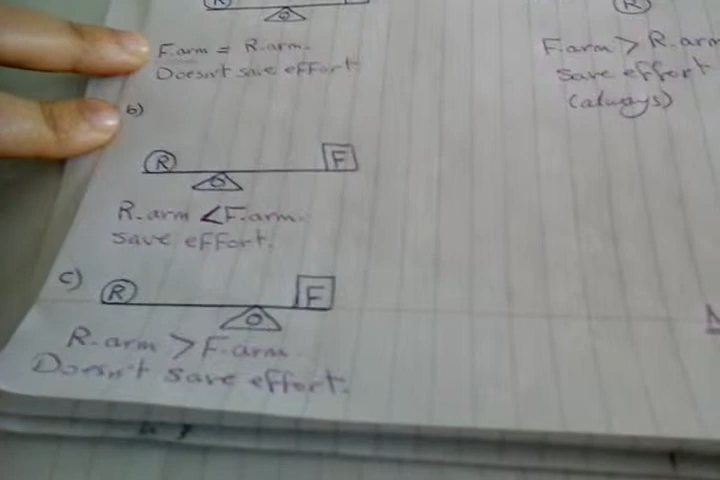 R
O
F.arm = R.arm.
Doesn't save effort
b)
R F
O
R.arm < F.arm.
save effort.
c)
R F
O
R.arm > F.arm.
Doesn't save effort.
R
F.arm > R.arm
save effort
(always)